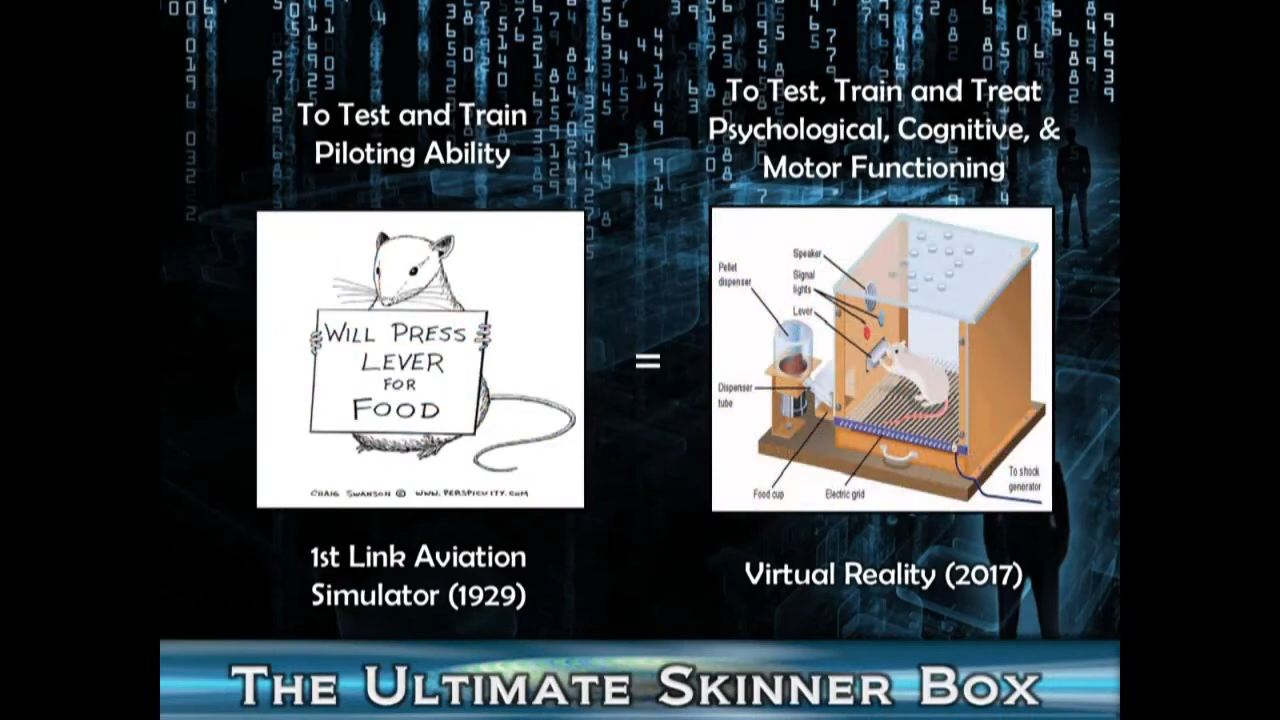 To Test and Train
Piloting Ability
To Test, Train and Treat
Psychological, Cognitive, &
Motor Functioning
WILL PRESS
LEVER
FOR
FOOD
CRAIG SWANSON © WWW.PERSPICUITY.COM
=
Speaker
Pellet
dispenser
Signal
lights
Lever
Dispenser
tube
Food cup
Electric grid
To shock
generator
1st Link Aviation
Simulator (1929)
Virtual Reality (2017)
THE ULTIMATE SKINNER BOX